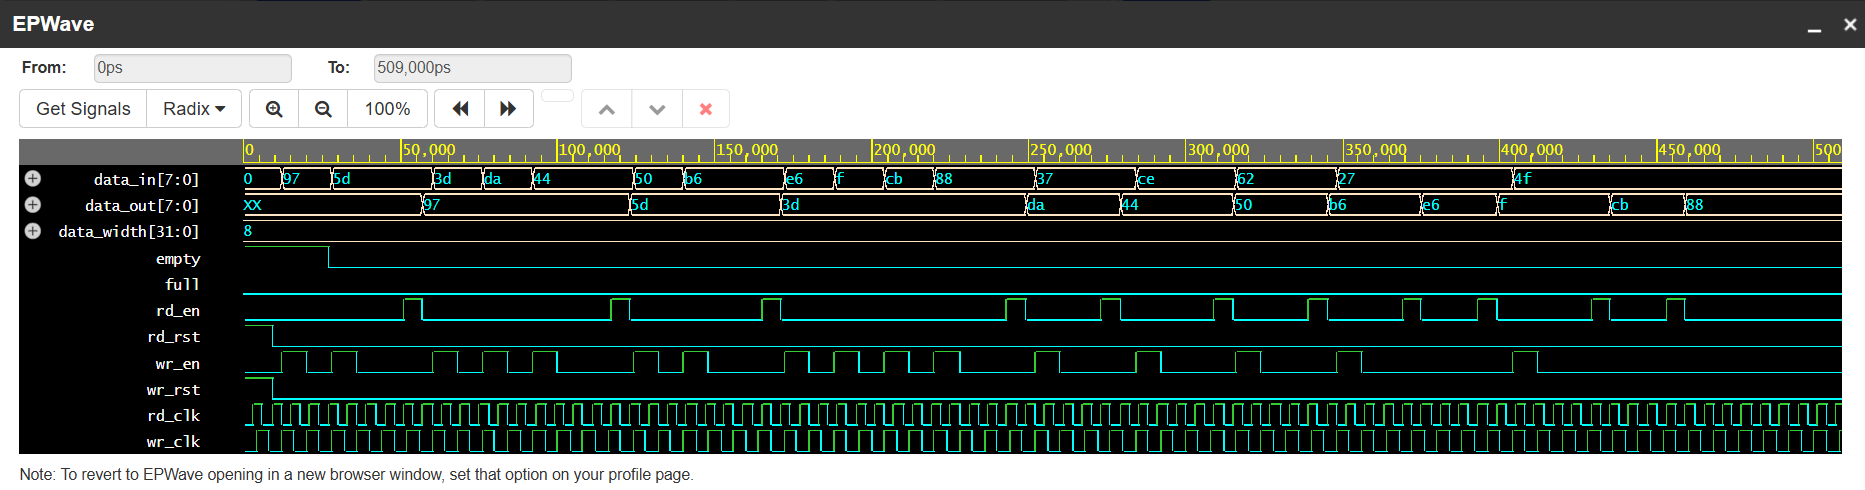 EPWave
From: 0ps To: 509,000ps
Get Signals Radix 100%
0 50,000 100,000 150,000 200,000 250,000 300,000 350,000 400,000 450,000 500
data_in[7:0] 0 97 5d 3d da 44 50 b6 e6 f cb 88 37 ce 62 27 4f
data_out[7:0] XX 97 5d 3d da 44 50 b6 e6 f cb 88
data_width[31:0] 8
empty
full
rd_en
rd_rst
wr_en
wr_rst
rd_clk
wr_clk
Note: To revert to EPWave opening in a new browser window, set that option on your profile page.